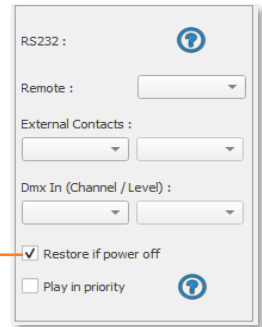 RS232 :
Remote :
External Contacts :
Dmx In (Channel / Level) :
Restore if power off
Play in priority